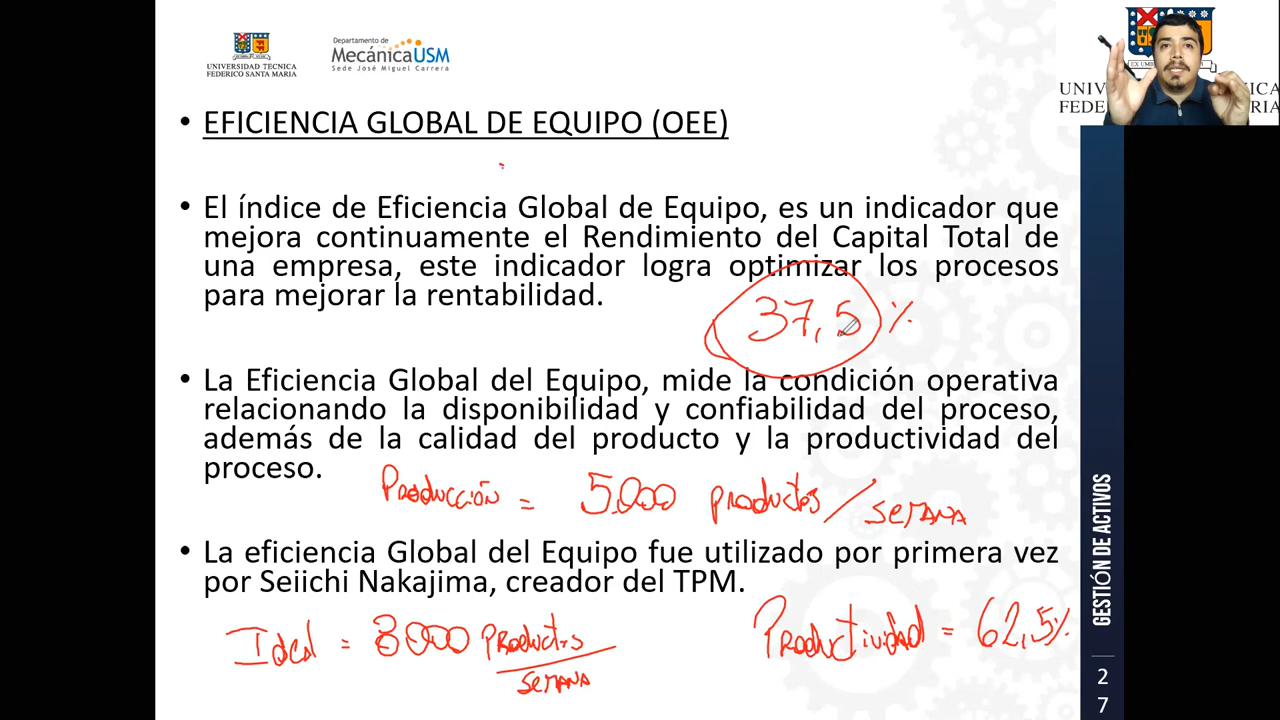 UNIVERSIDAD TECNICA
FEDERICO SANTA MARIA
Departamento de
MecánicaUSM
Sede José Miguel Carrera
• EFICIENCIA GLOBAL DE EQUIPO (OEE)
• El índice de Eficiencia Global de Equipo, es un indicador que
mejora continuamente el Rendimiento del Capital Total de
una empresa, este indicador logra optimizar los procesos
para mejorar la rentabilidad.
37,5 %
• La Eficiencia Global del Equipo, mide la condición operativa
relacionando la disponibilidad y confiabilidad del proceso,
además de la calidad del producto y la productividad del
proceso.
Producción = 5.000 productos / semana
• La eficiencia Global del Equipo fue utilizado por primera vez
por Seiichi Nakajima, creador del TPM.
Ideal = 8000 Productos
semana
Productividad = 62,5%
GESTIÓN DE ACTIVOS
2
7